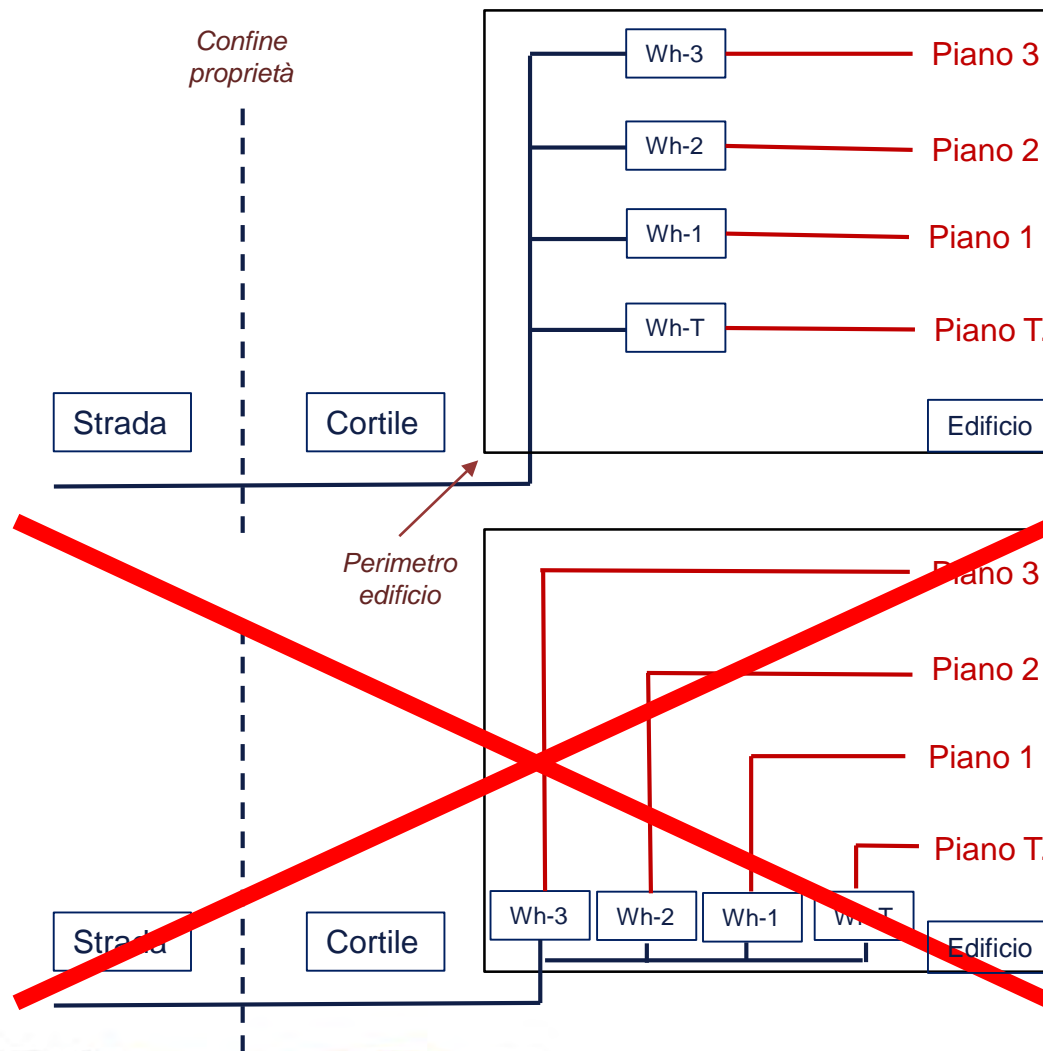 Confine
proprietà
Wh-3
Piano 3
Wh-2
Piano 2
Wh-1
Piano 1
Wh-T
Piano T.
Strada
Cortile
Edificio
Perimetro
edificio
Piano 3
Piano 2
Piano 1
Piano T.
Wh-3
Wh-2
Wh-1
Wh-T
Strada
Cortile
Edificio